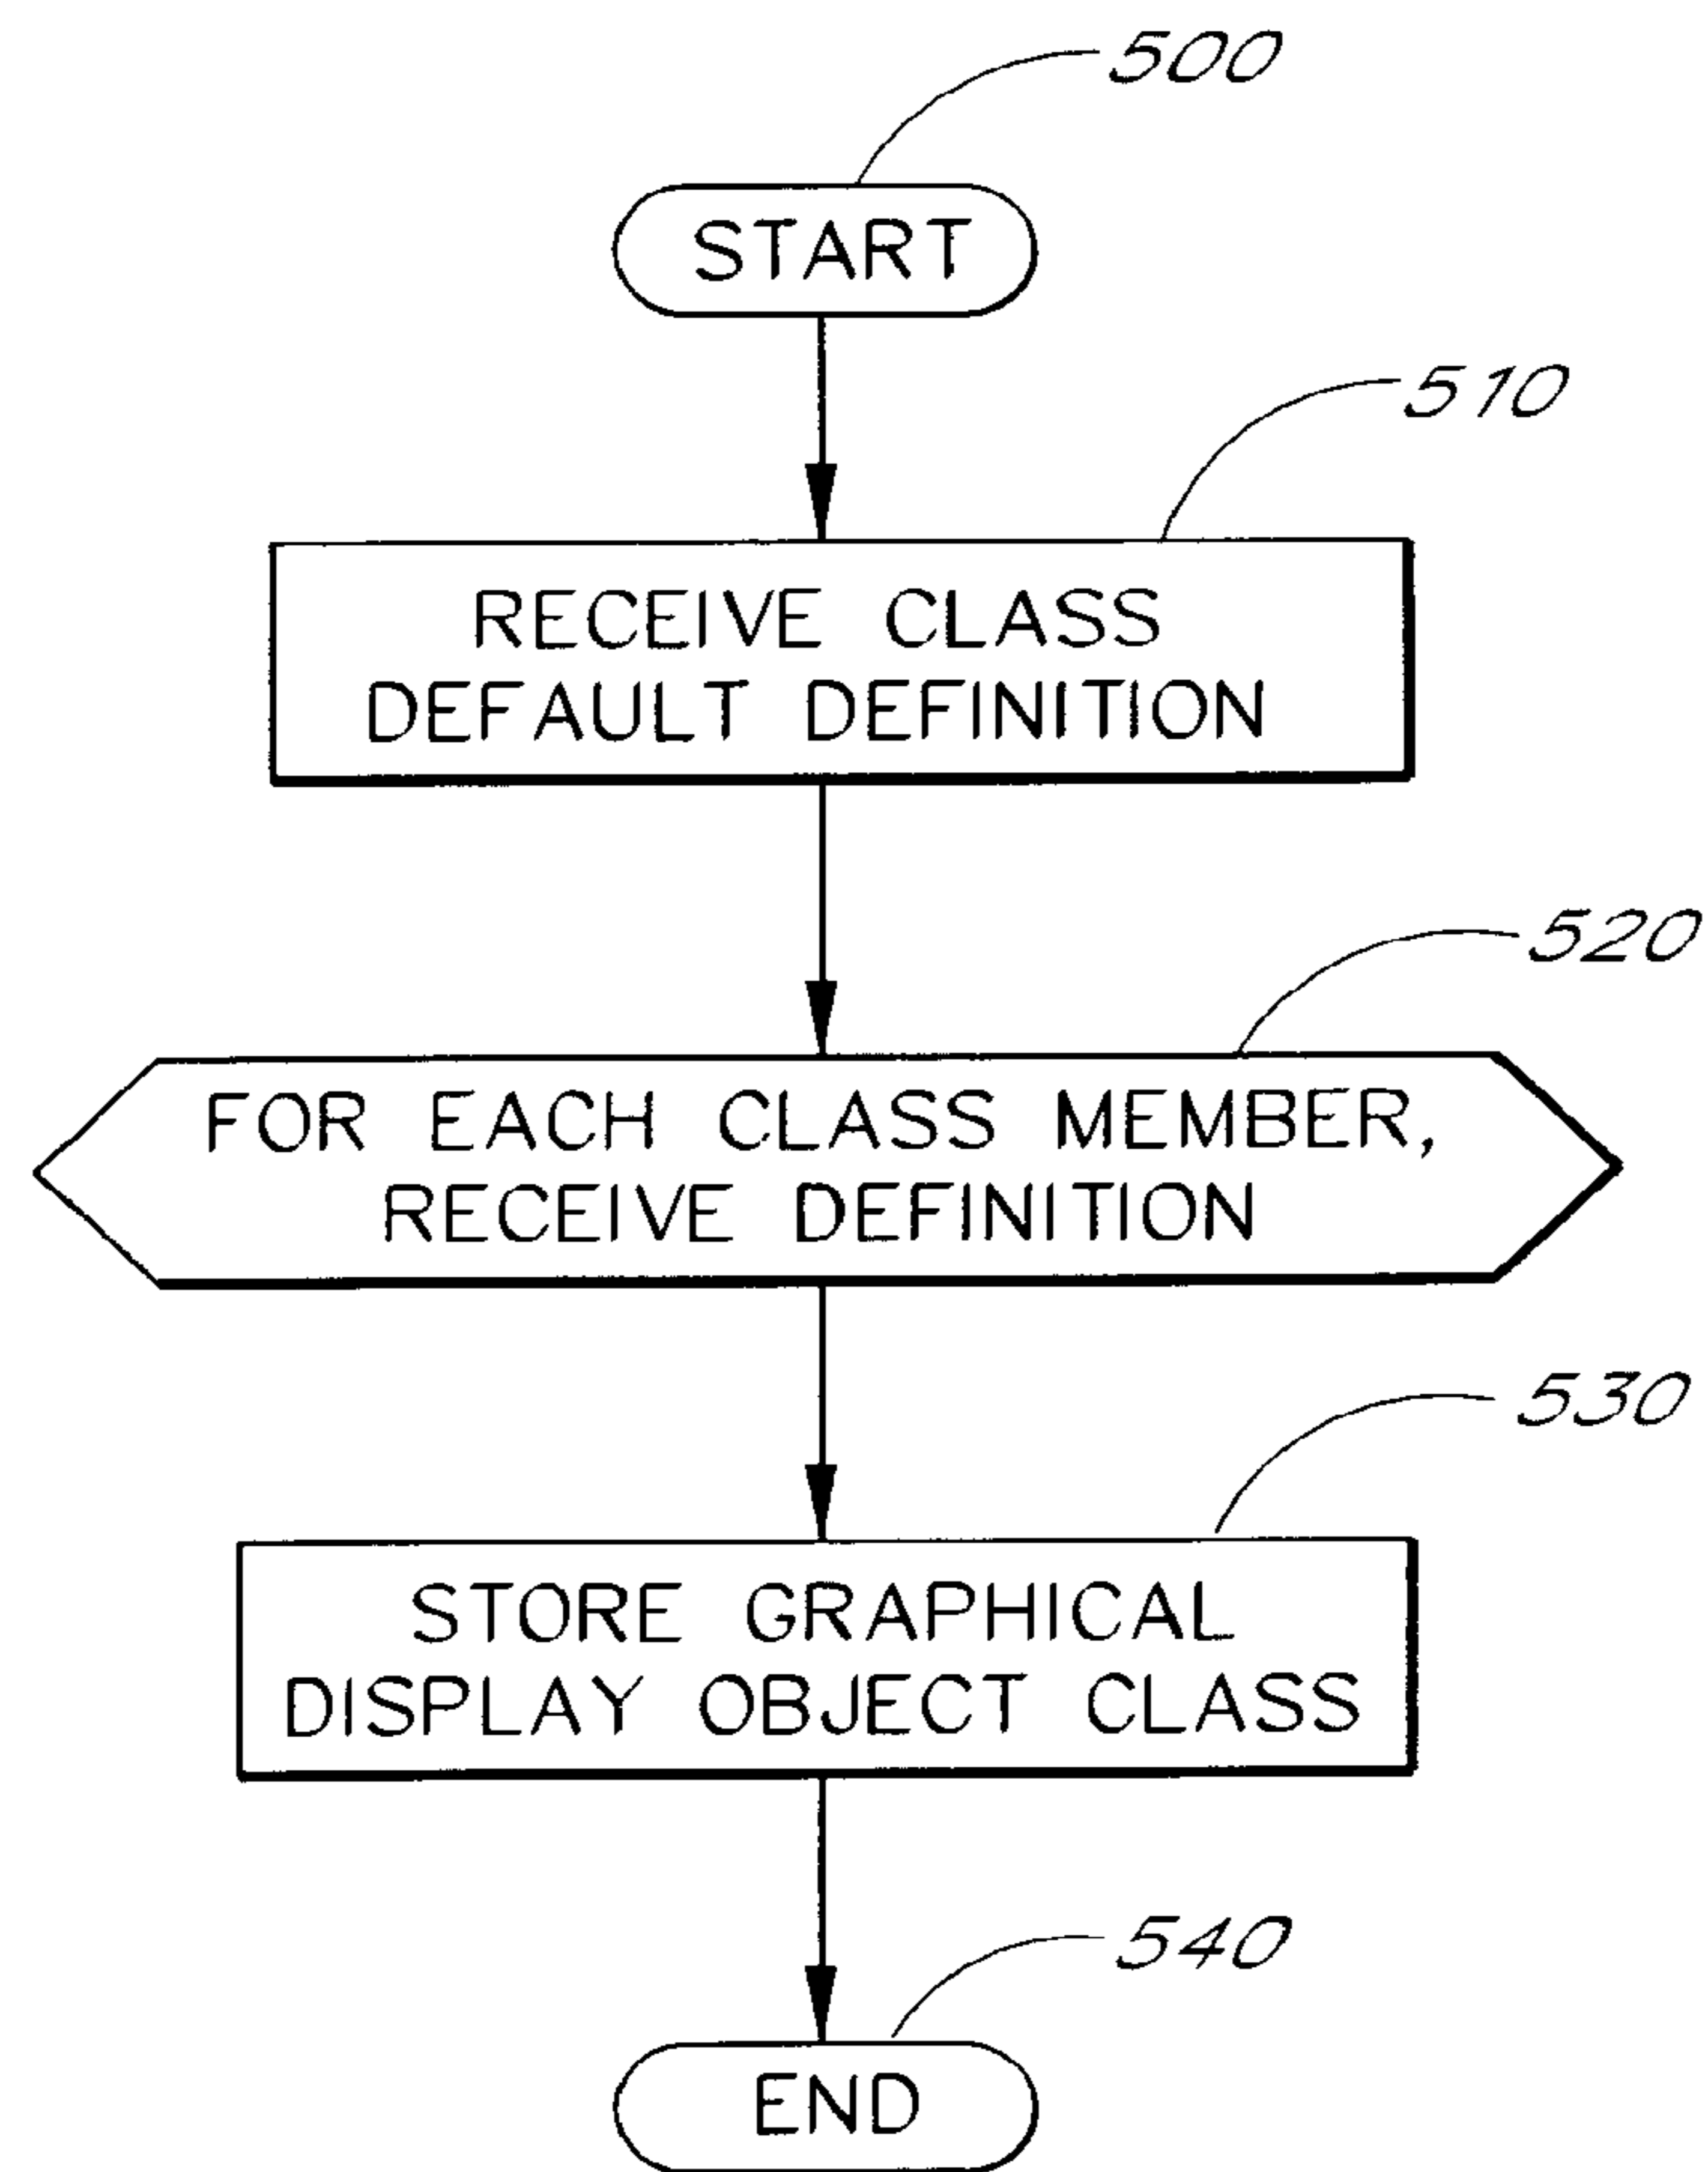 500
START
510
RECEIVE CLASS
DEFAULT DEFINITION
520
FOR EACH CLASS MEMBER,
RECEIVE DEFINITION
530
STORE GRAPHICAL
DISPLAY OBJECT CLASS
540
END